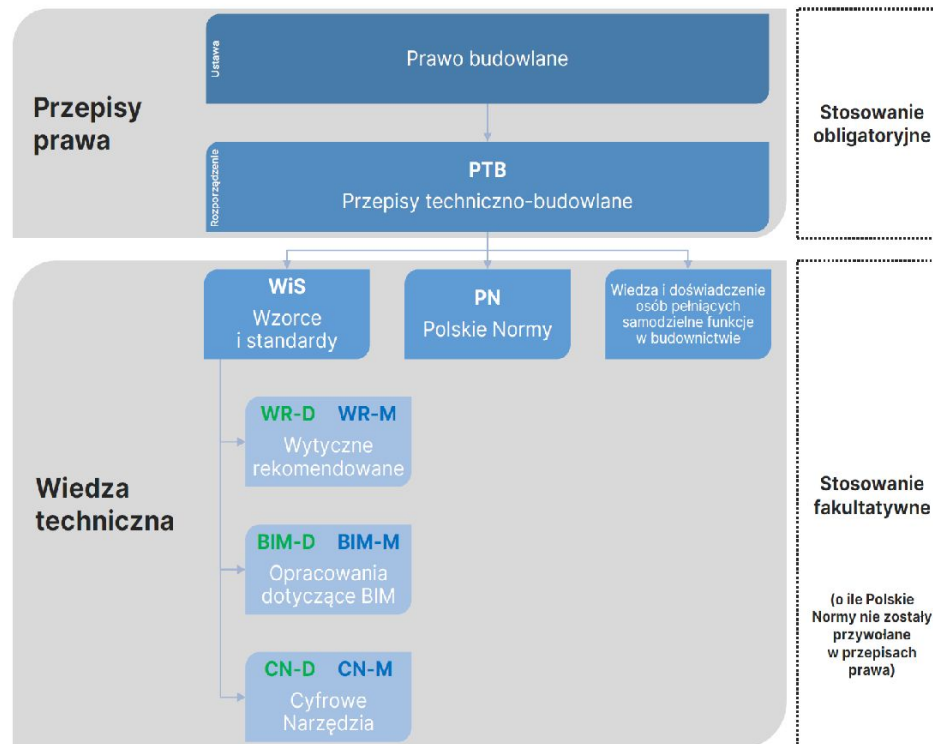 Przepisy
prawa
Ustawa
Prawo budowlane
Rozporządzenie
PTB
Przepisy techniczno-budowlane
Stosowanie
obligatoryjne
Wiedza
techniczna
WiS
Wzorce
i standardy
PN
Polskie Normy
Wiedza i doświadczenie
osób pełniących
samodzielne funkcje
w budownictwie
WR-D WR-M
Wytyczne
rekomendowane
BIM-D BIM-M
Opracowania
dotyczące BIM
CN-D CN-M
Cyfrowe
Narzędzia
Stosowanie
fakultatywne
(o ile Polskie
Normy nie zostały
przywołane
w przepisach
prawa)